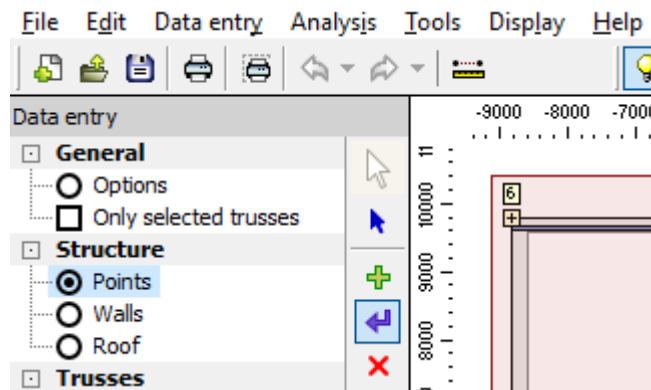 File Edit Data entry Analysis Tools Display Help
Data entry
-9000 -8000 -7000
General
Options
Only selected trusses
Structure
Points
Walls
Roof
Trusses
11
10000
9000
8000
6